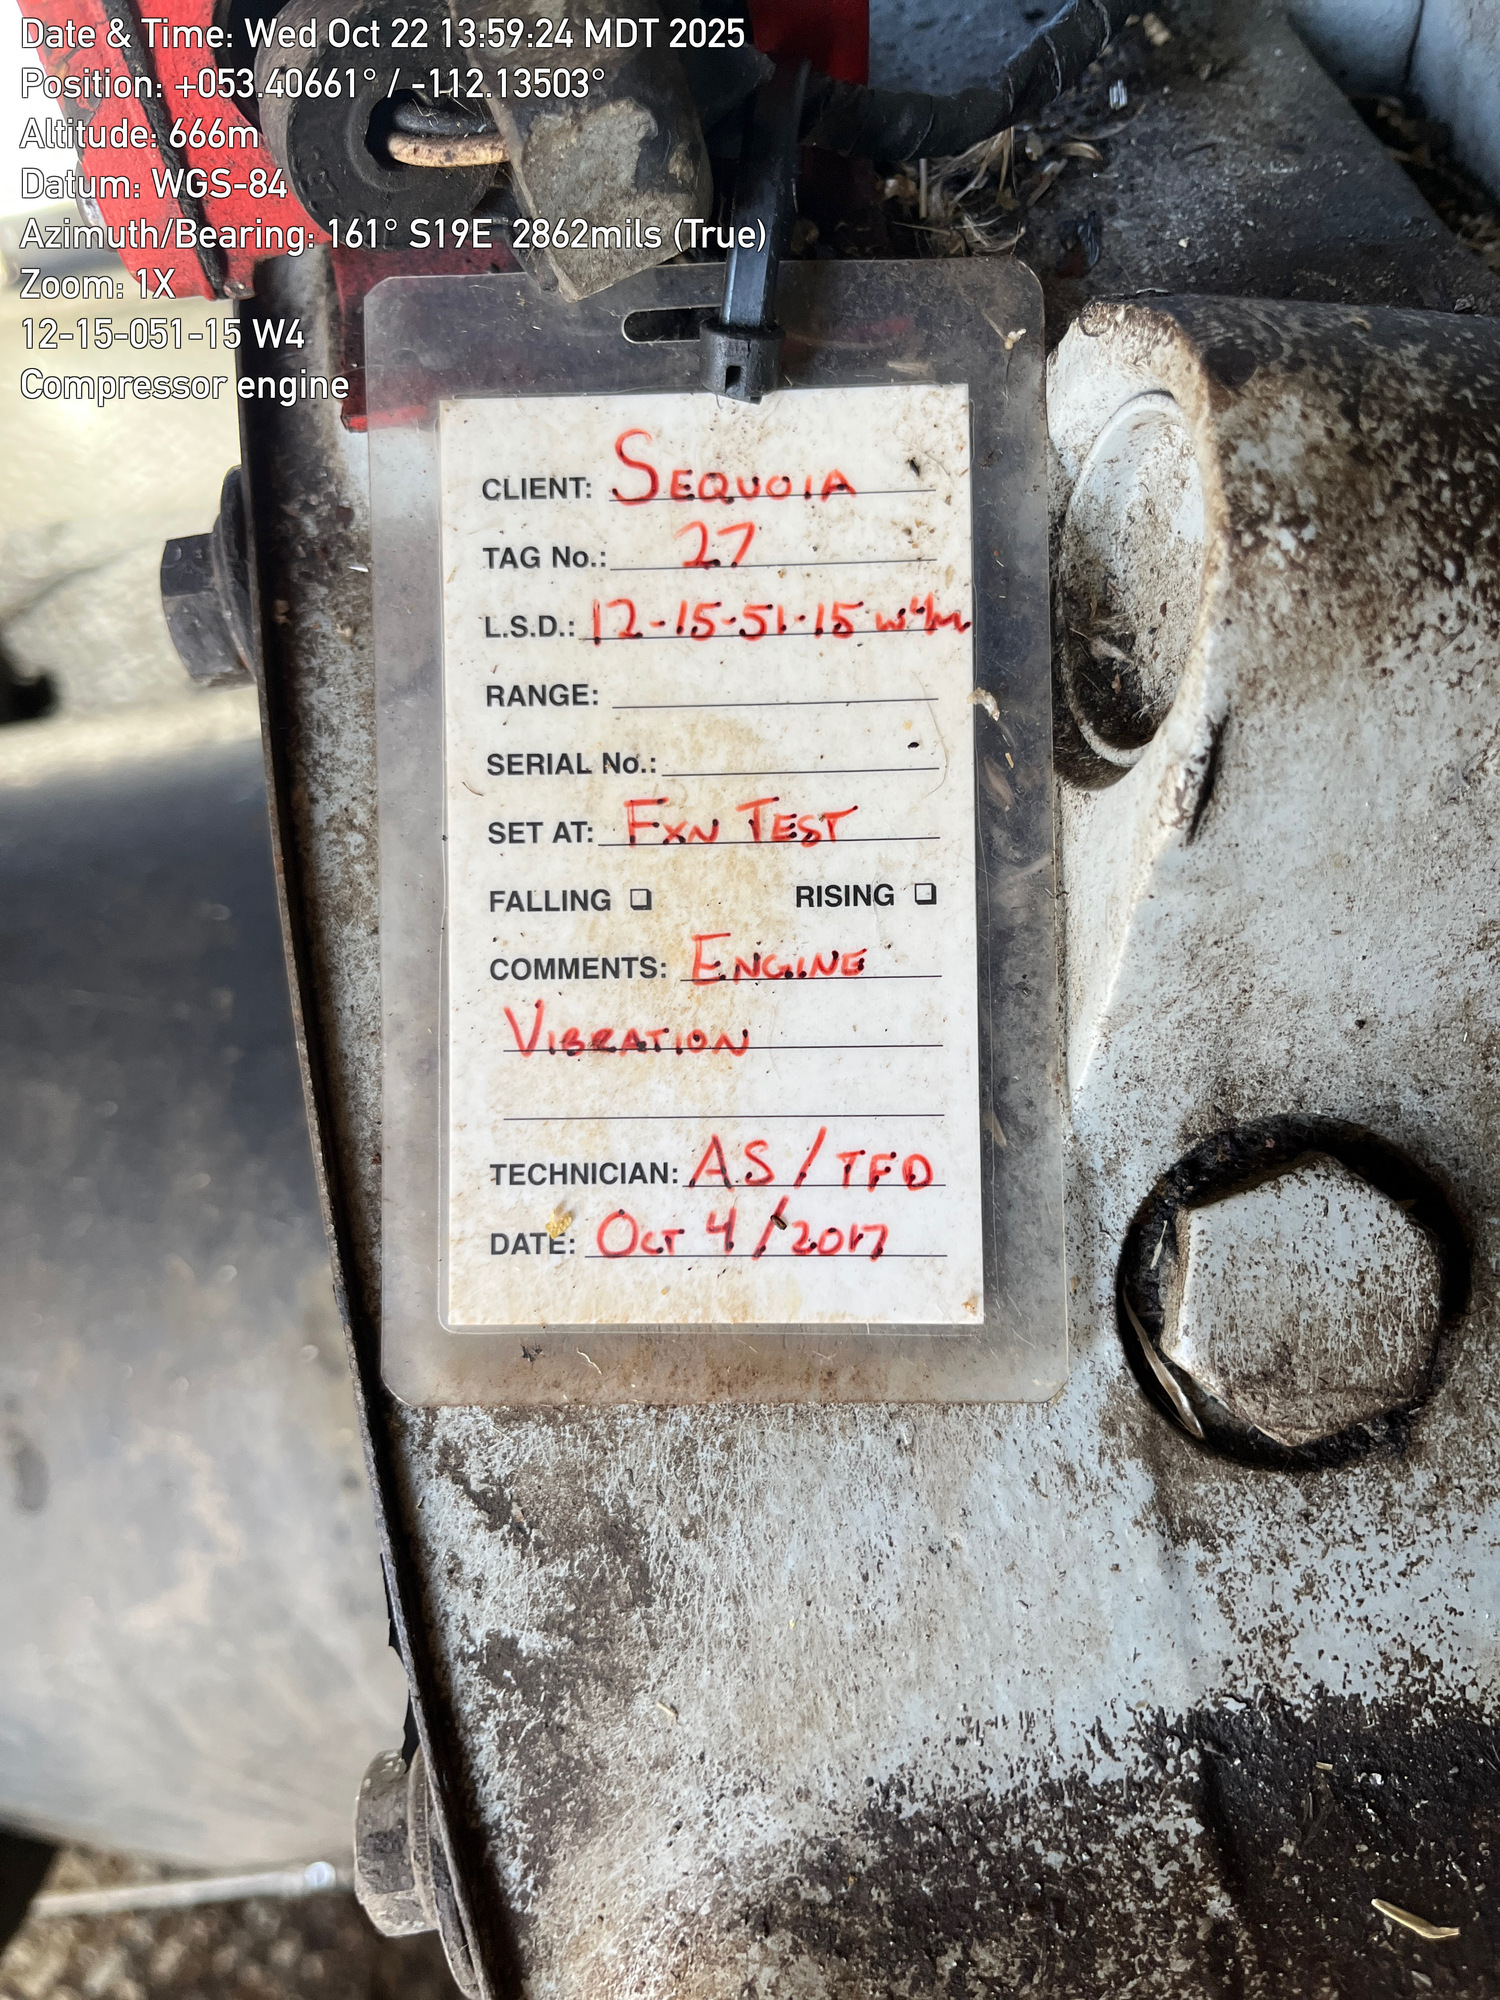 Date & Time: Wed Oct 22 13:59:24 MDT 2025
Position: +053.40661° / -112.13503°
Altitude: 666m
Datum: WGS-84
Azimuth/Bearing: 161° S19E 2862mils (True)
Zoom: 1X
12-15-051-15 W4
Compressor engine
CLIENT: SEQUOIA
TAG No.: 27
L.S.D.: 12-15-51-15 W4M
RANGE:
SERIAL No.:
SET AT: FXN TEST
FALLING ❑ RISING ❑
COMMENTS: ENGINE
VIBRATION
TECHNICIAN: AS / TFD
DATE: OCT 4/2017